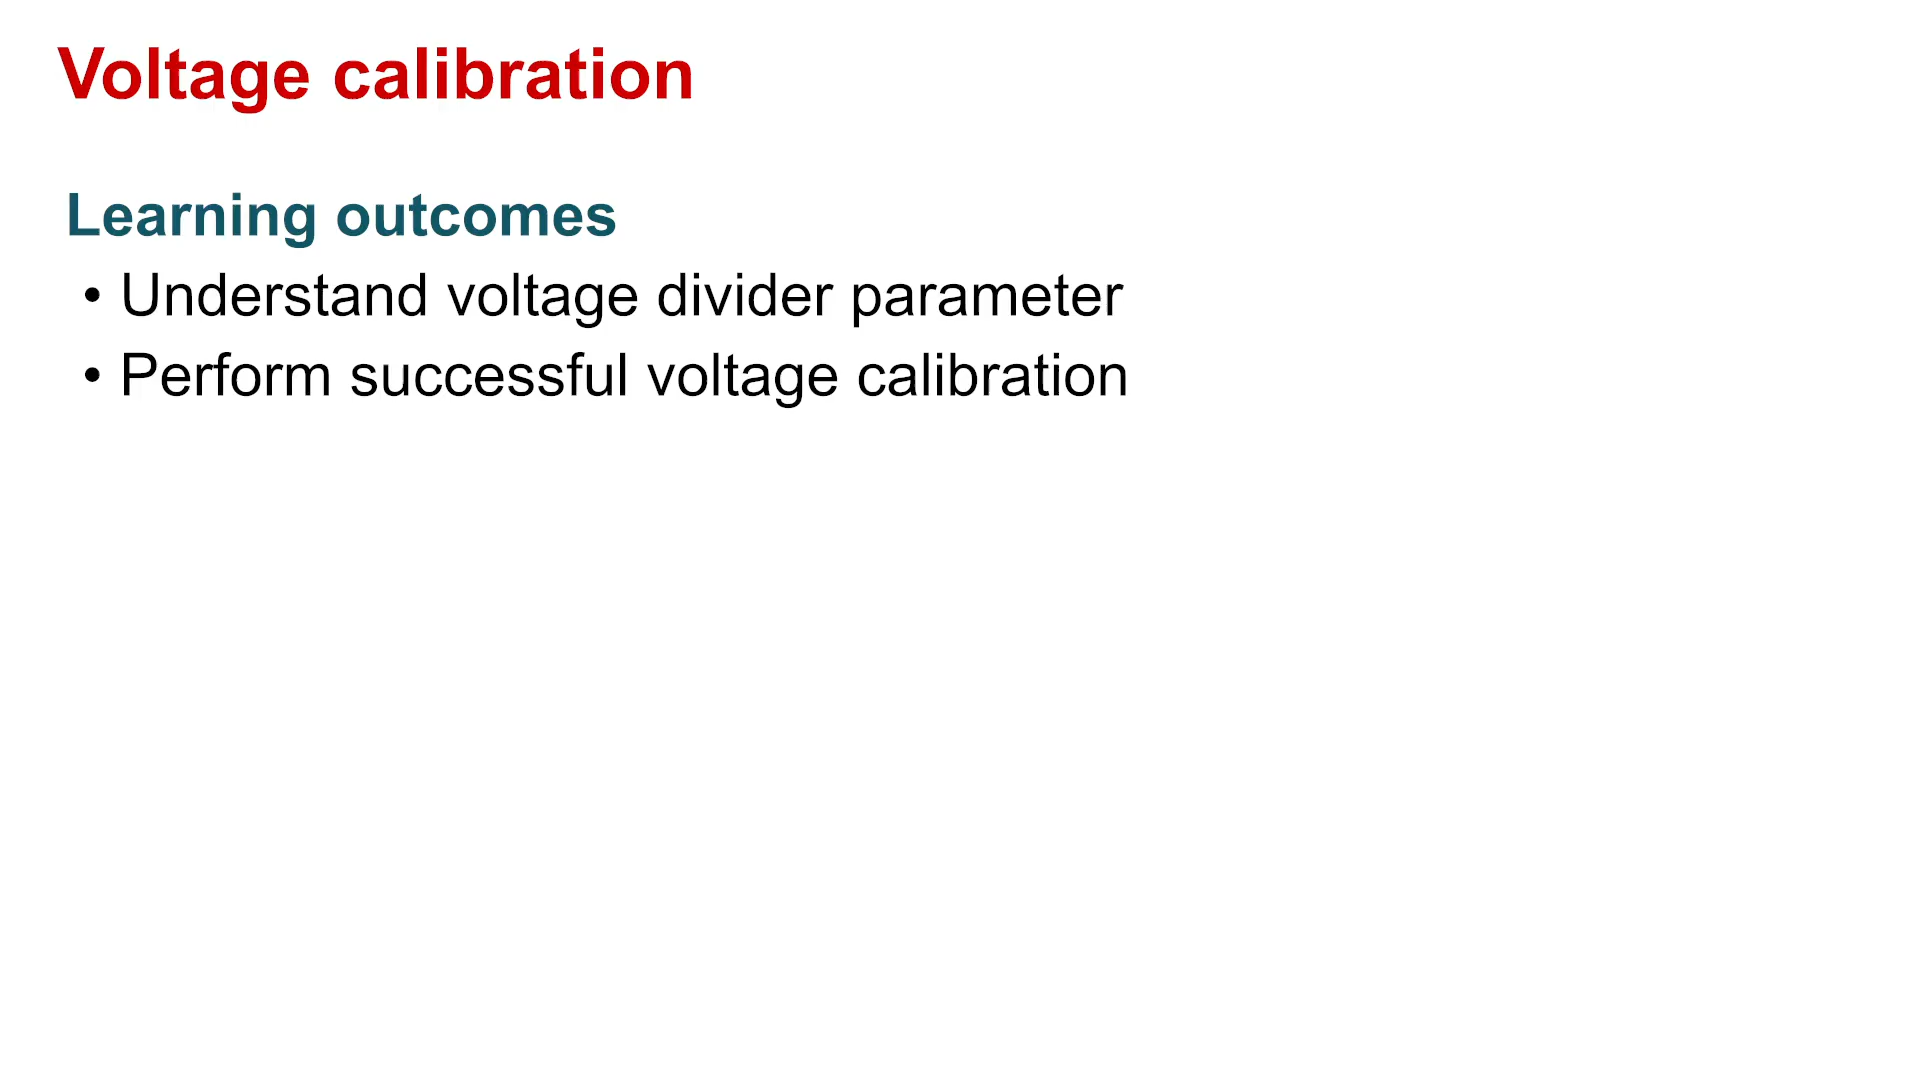 Voltage calibration
Learning outcomes
• Understand voltage divider parameter
• Perform successful voltage calibration